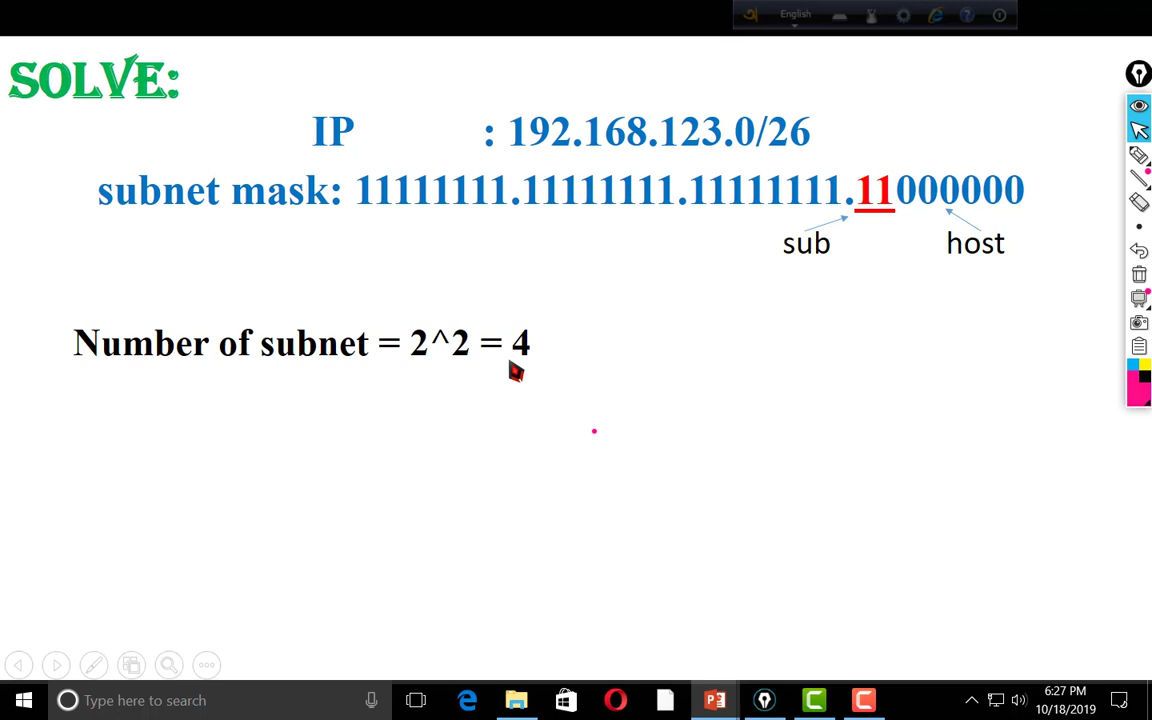 English
SOLVE:
IP : 192.168.123.0/26
subnet mask: 11111111.11111111.11111111.11000000
sub host
Number of subnet = 2^2 = 4
Type here to search
6:27 PM
10/18/2019